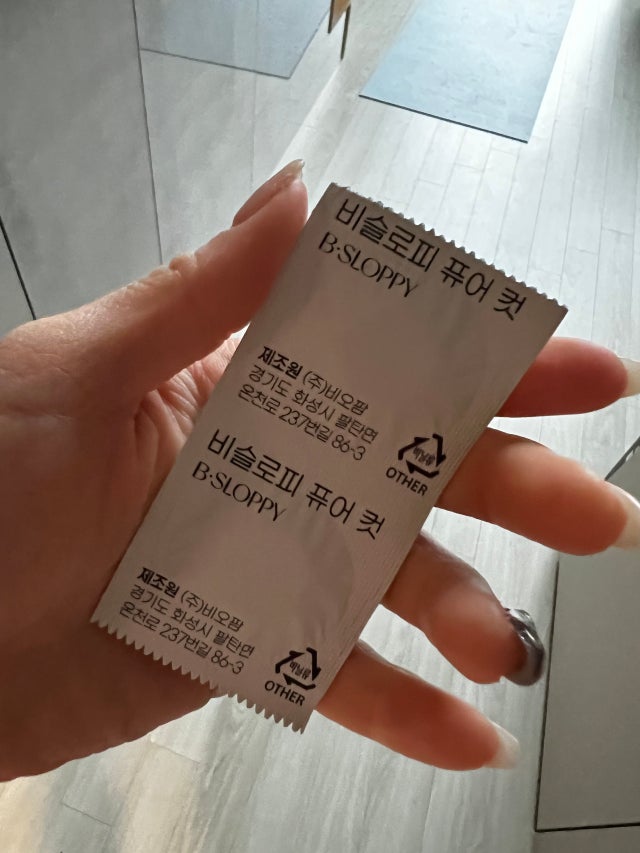 비슬로피 퓨어 컷
B·SLOPPY
제조원 (주)비오팜
경기도 화성시 팔탄면
온천로 237번길 86-3
비닐류
OTHER
비슬로피 퓨어 컷
B·SLOPPY
제조원 (주)비오팜
경기도 화성시 팔탄면
온천로 237번길 86-3
비닐류
OTHER